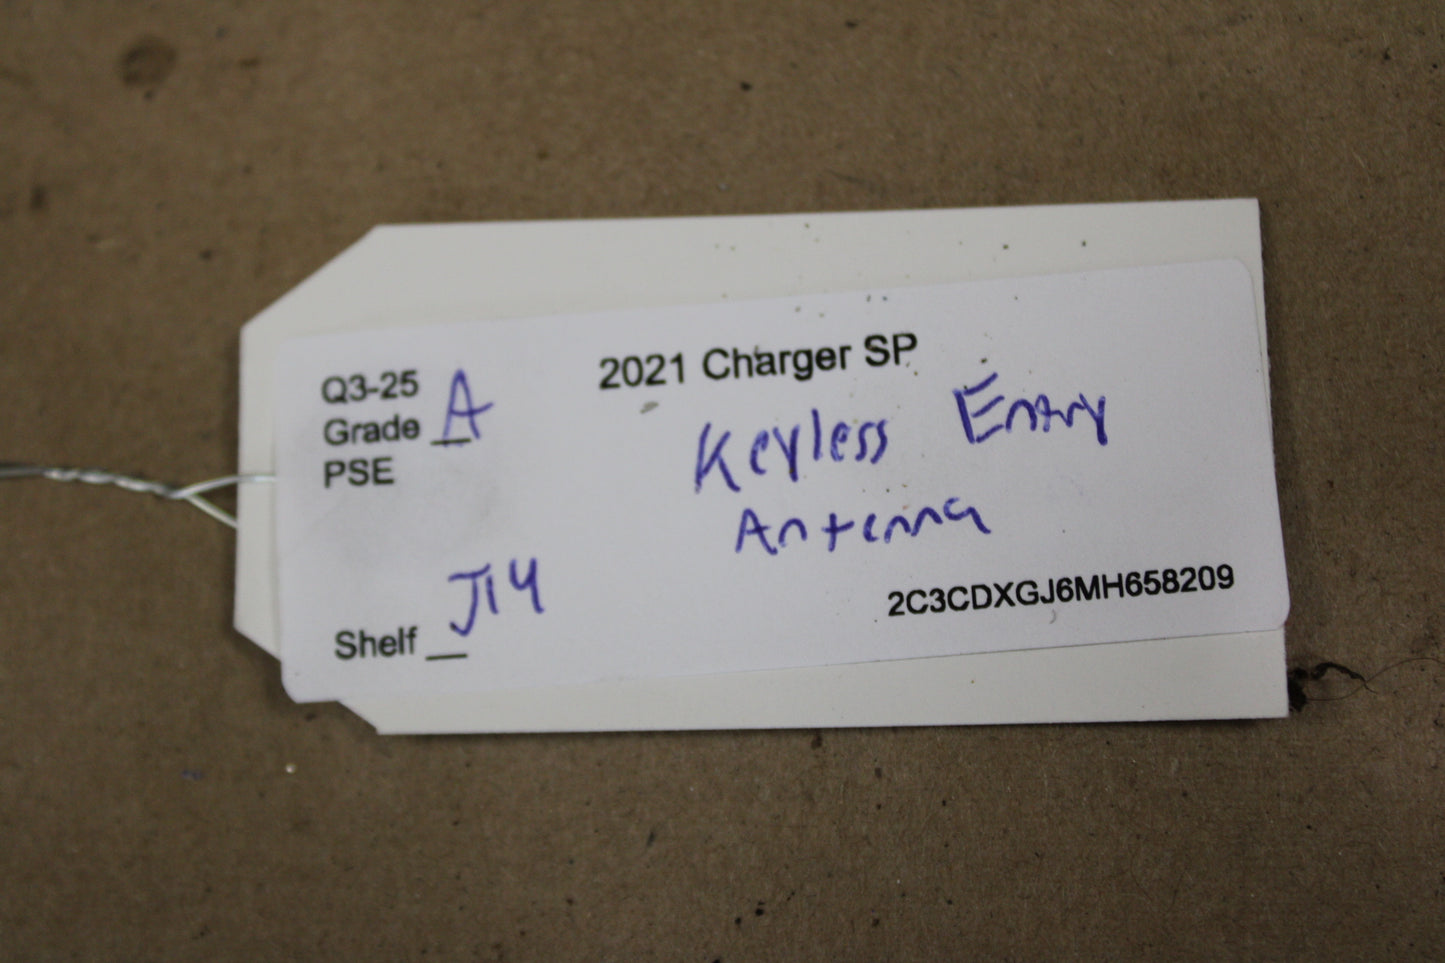 Q3-25
Grade A
PSE
2021 Charger SP
Keyless Entry
Antenna
2C3CDXGJ6MH658209
Shelf J14